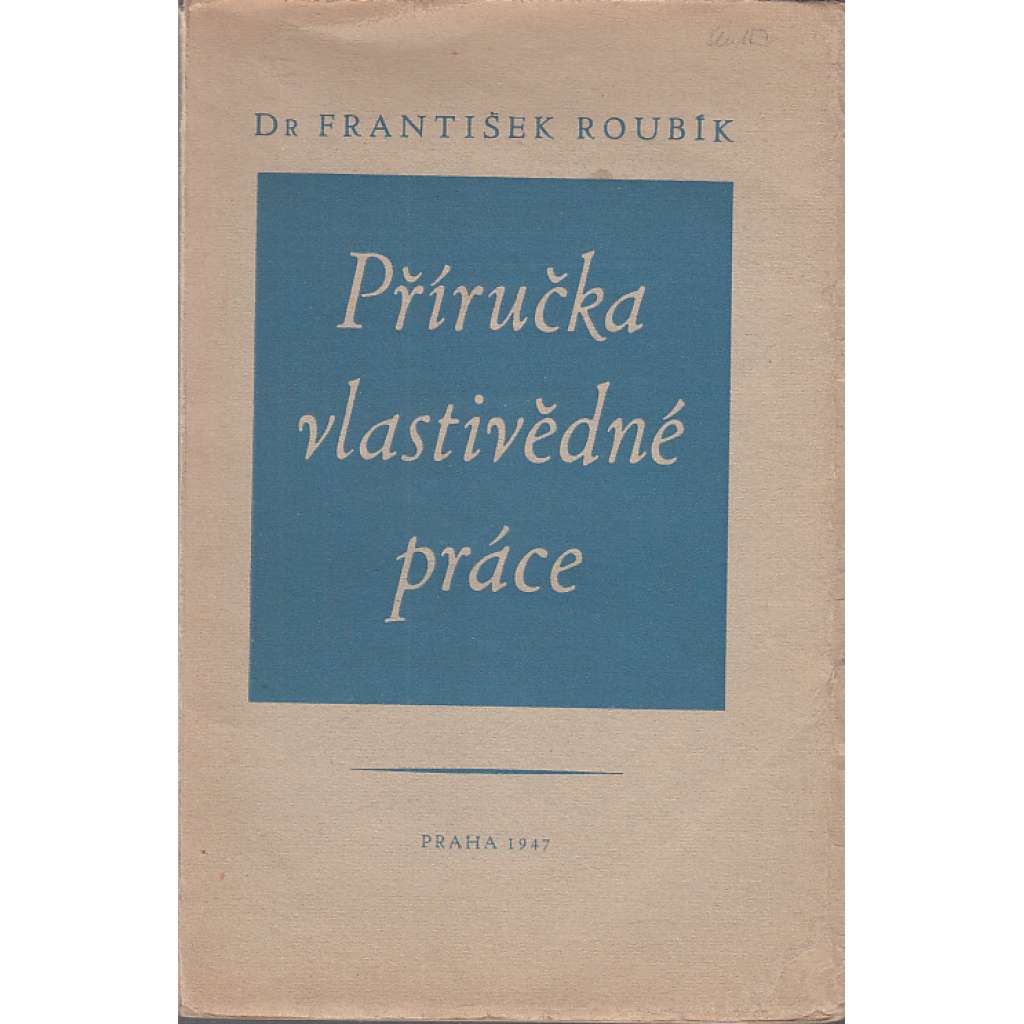 Dr FRANTIŠEK ROUBÍK
Příručka
vlastivědné
práce
PRAHA 1947